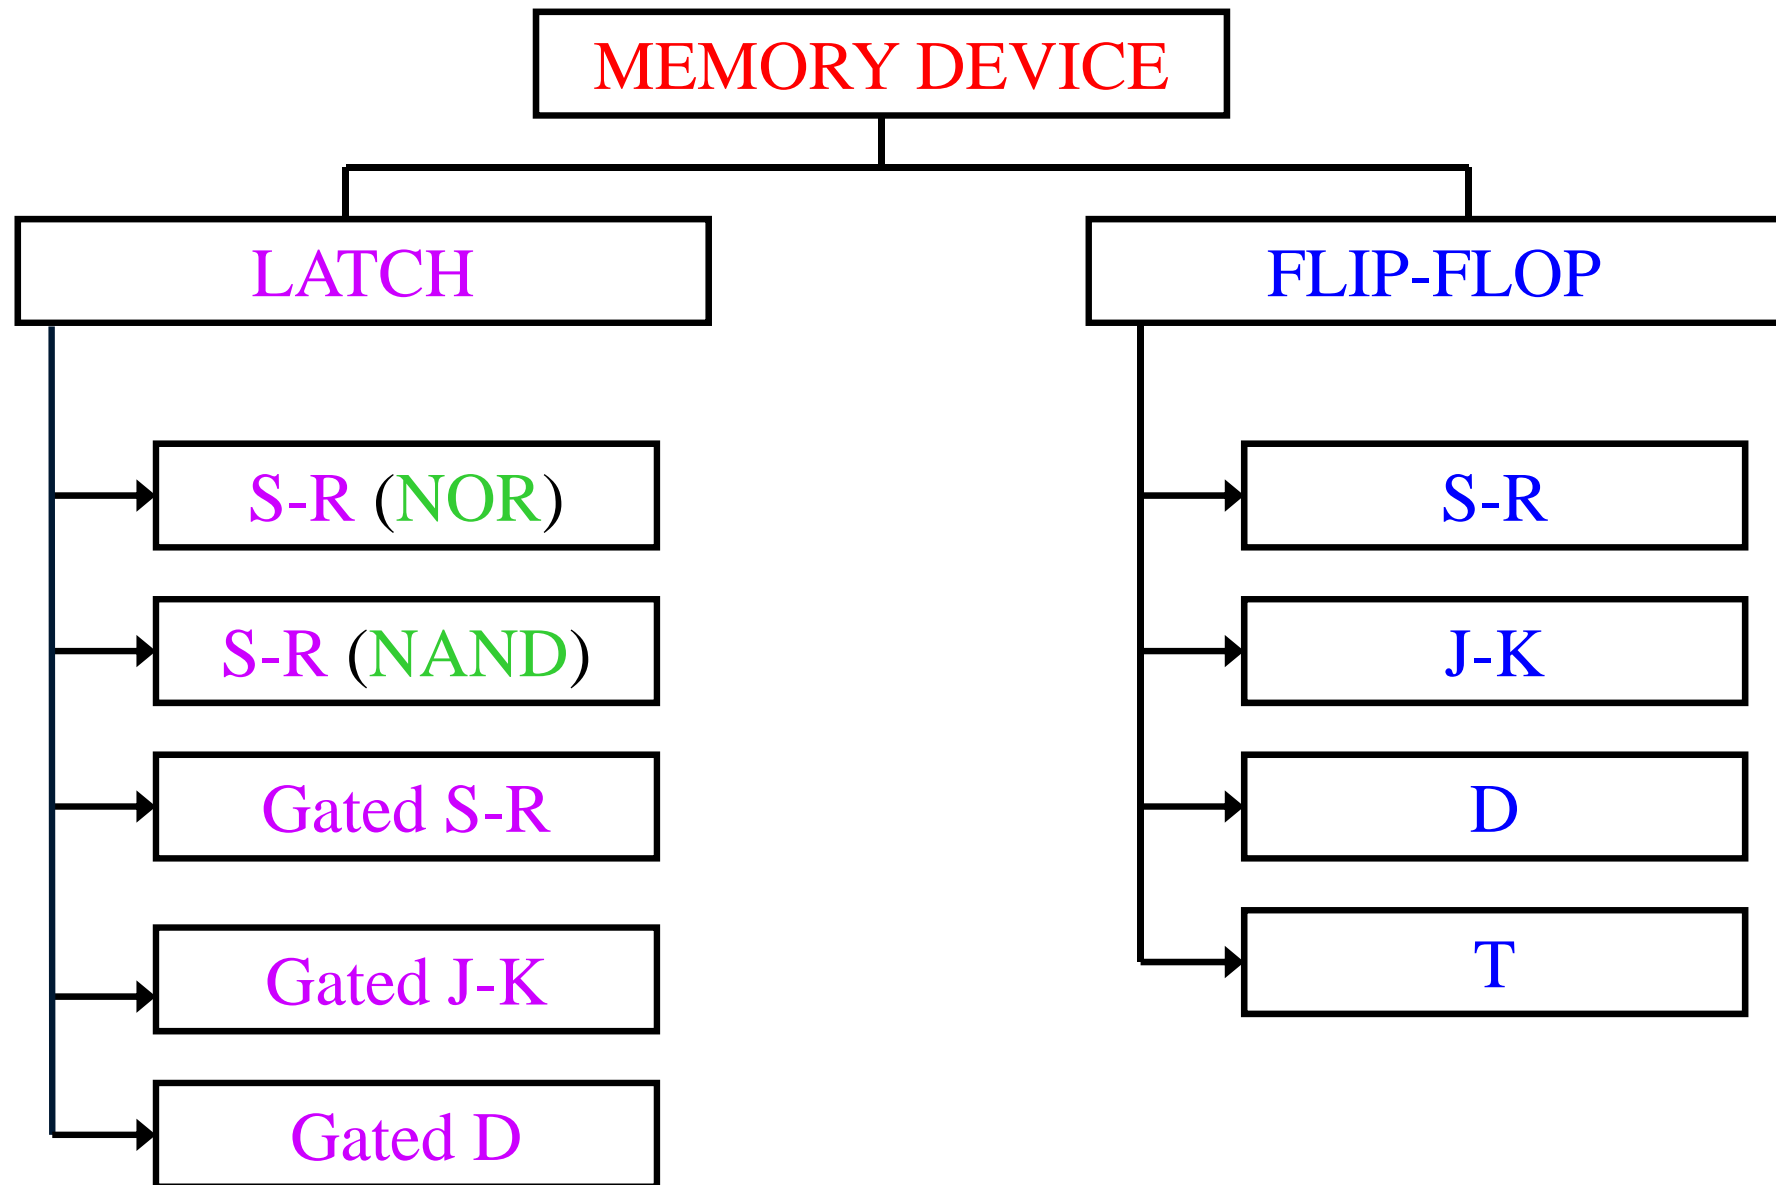 MEMORY DEVICE
LATCH
FLIP-FLOP
S-R (NOR)
S-R (NAND)
Gated S-R
Gated J-K
Gated D
S-R
J-K
D
T